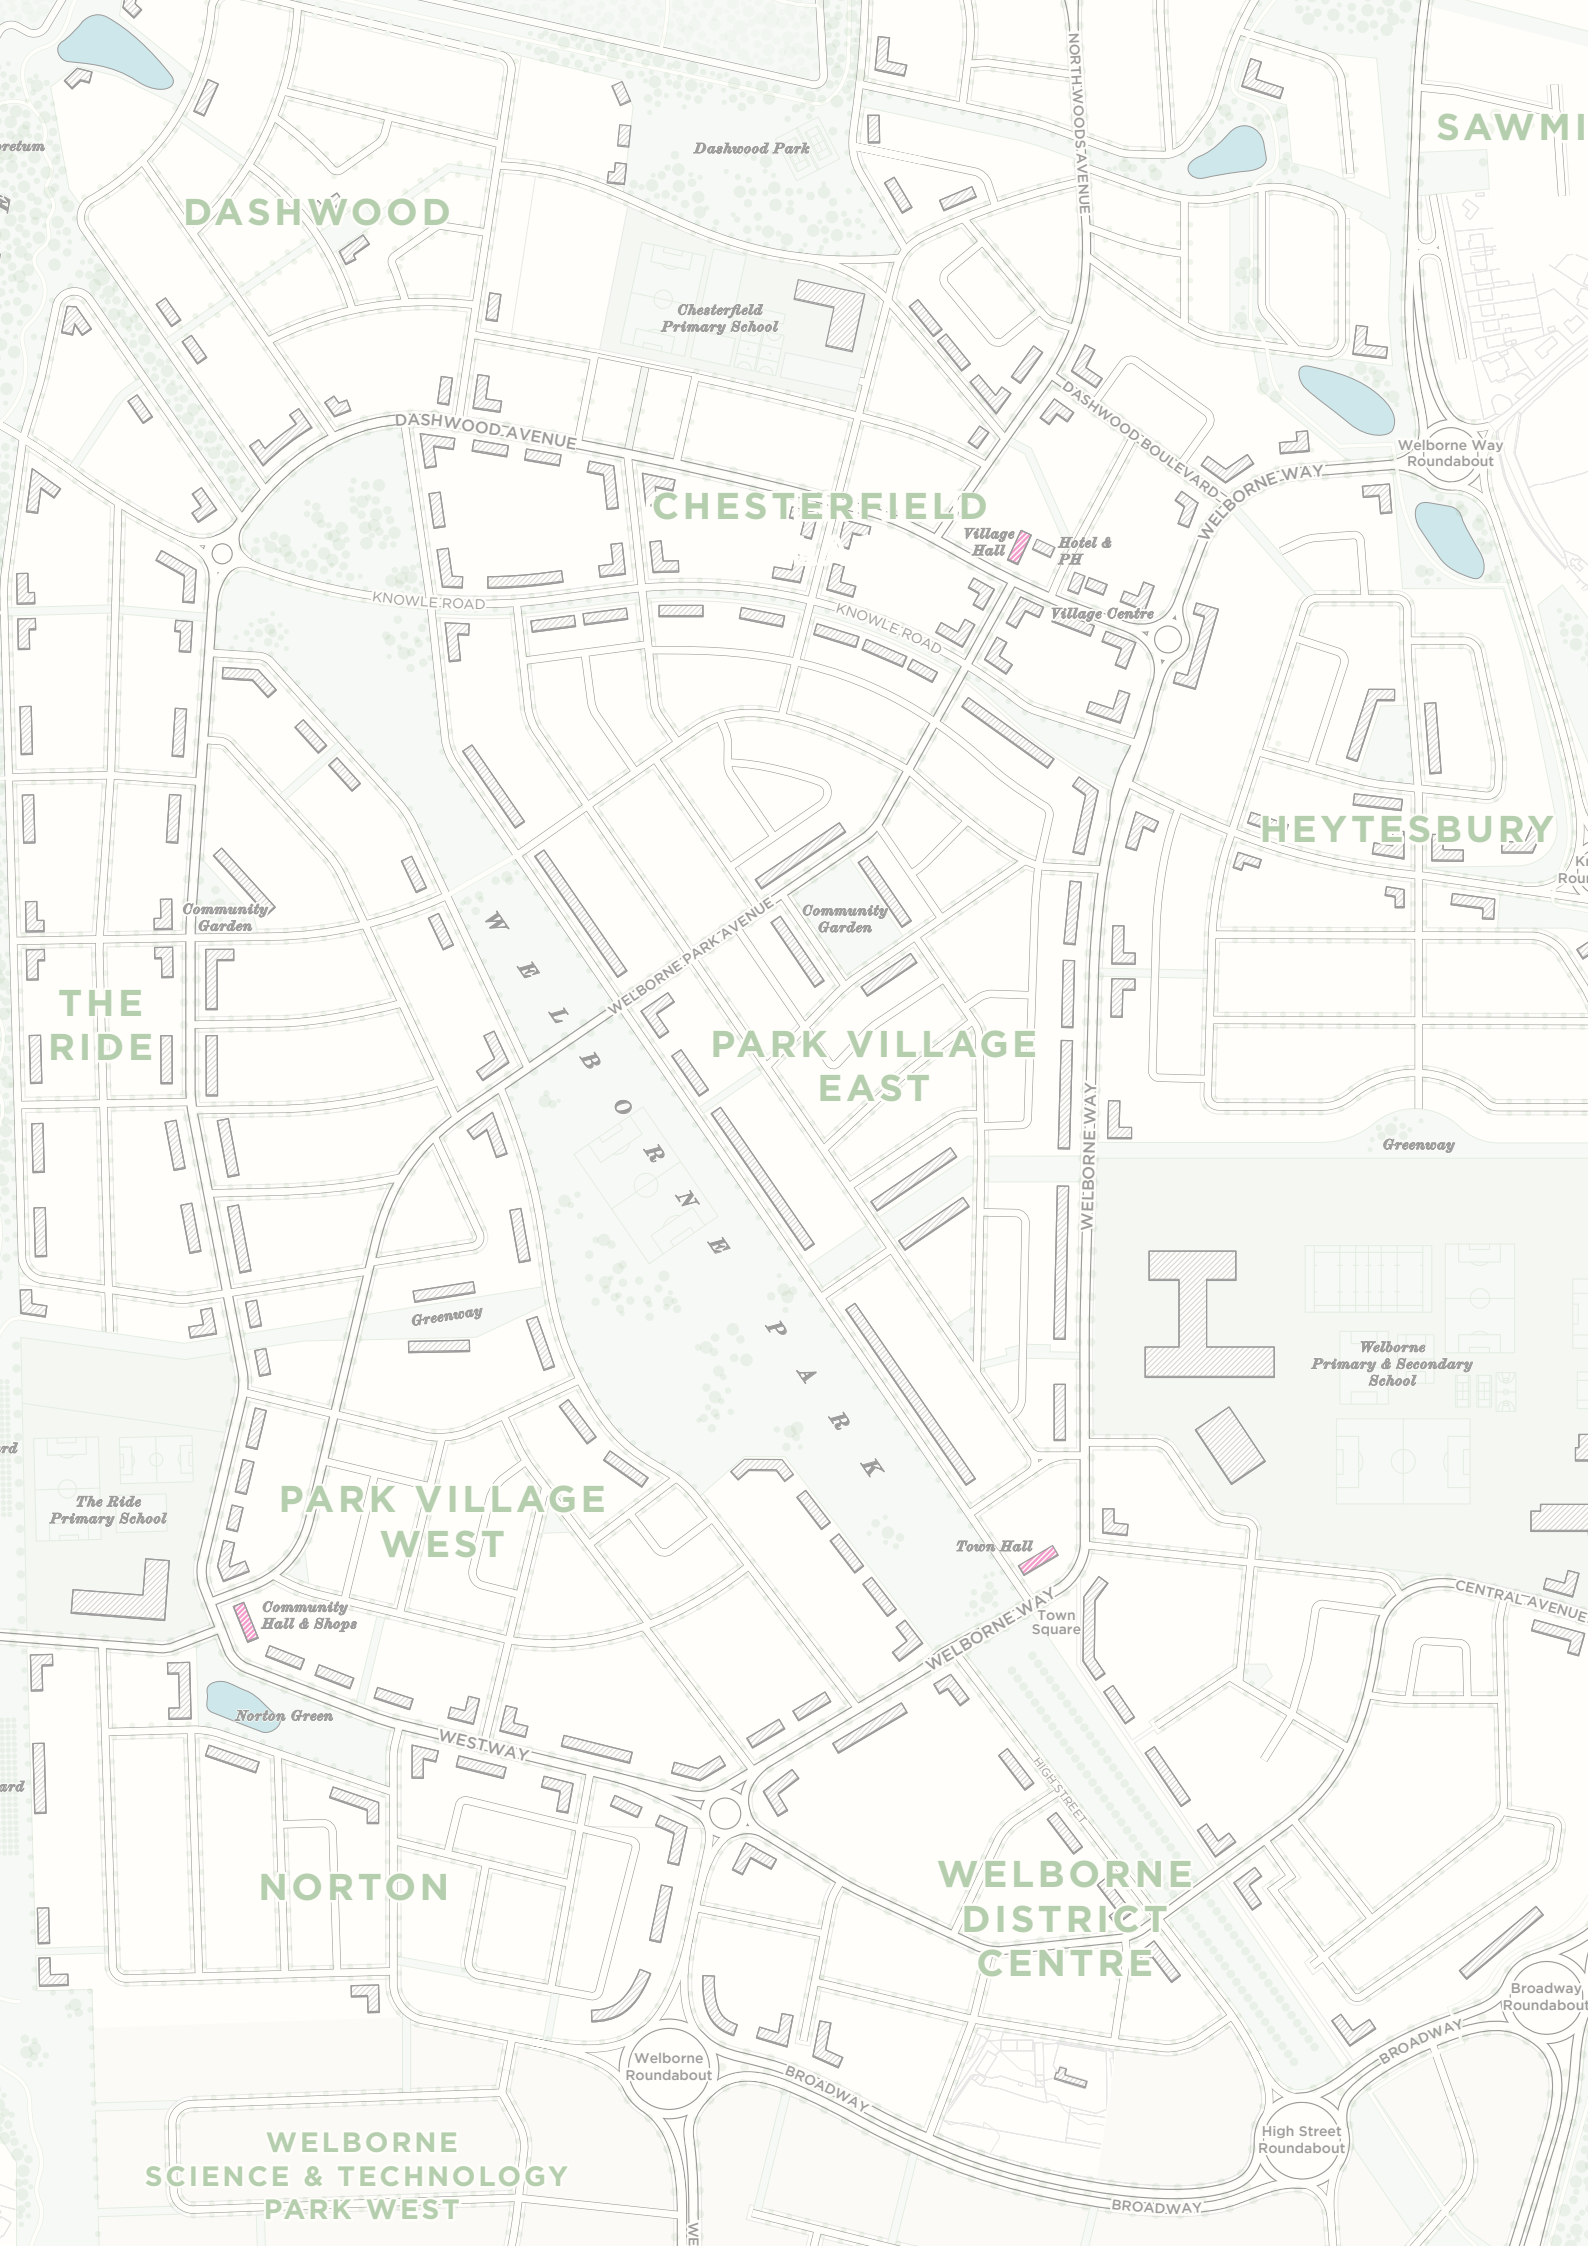 NORTH WOODS AVENUE
SAWMI
Dashwood Park
DASHWOOD
Chesterfield
Primary School
DASHWOOD AVENUE
DASHWOOD BOULEVARD
Welborne Way
Roundabout
WELBORNE WAY
CHESTERFIELD
Village
Hall
Hotel &
PH
KNOWLE ROAD
KNOWLE ROAD
Village Centre
HEYTESBURY
Community
Garden
Community
Garden
WELBORNE PARK AVENUE
WELBORNE PARK
THE
RIDE
PARK VILLAGE
EAST
WELBORNE WAY
Greenway
Greenway
Welborne
Primary & Secondary
School
The Ride
Primary School
PARK VILLAGE
WEST
Town Hall
Community
Hall & Shops
WELBORNE WAY
Town
Square
CENTRAL AVENUE
Norton Green
WESTWAY
HIGH STREET
NORTON
WELBORNE
DISTRICT
CENTRE
Broadway
Roundabout
BROADWAY
Welborne
Roundabout
BROADWAY
High Street
Roundabout
WELBORNE
SCIENCE & TECHNOLOGY
PARK WEST
BROADWAY
WE